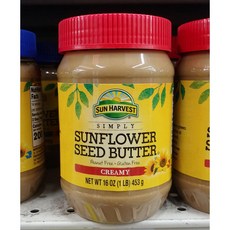 SUN HARVEST
SIMPLY
SUNFLOWER
SEED BUTTER
Peanut Free • Gluten Free
CREAMY
NET WT 16 OZ (1 LB) 453 g